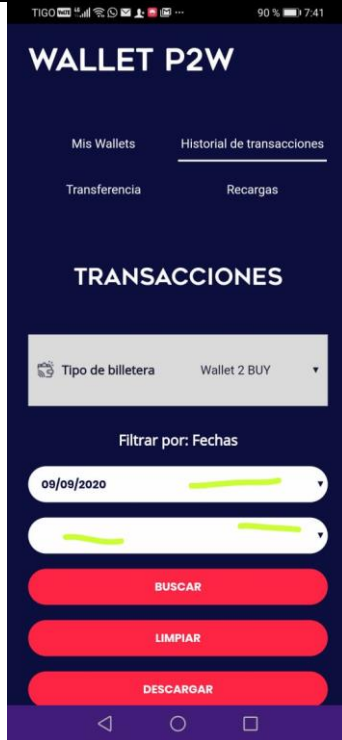 TIGO 90 % 7:41
WALLET P2W
Mis Wallets Historial de transacciones
Transferencia Recargas
TRANSACCIONES
Tipo de billetera Wallet 2 BUY
Filtrar por: Fechas
09/09/2020
BUSCAR
LIMPIAR
DESCARGAR